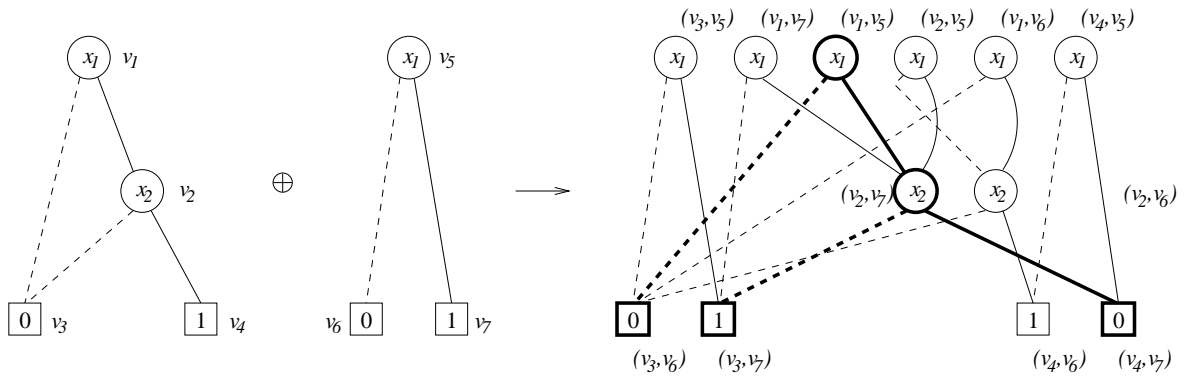 (v3,v5) (v1,v7) (v1,v5) (v2,v5) (v1,v6) (v4,v5)
x1 v1 x1 v5 x1 x1 x1 x1 x1 x1
x2 v2 ⊕ (v2,v7) x2 x2 (v2,v6)
0 v3 1 v4 v6 0 1 v7 0 1 1 0
(v3,v6) (v3,v7) (v4,v6) (v4,v7)